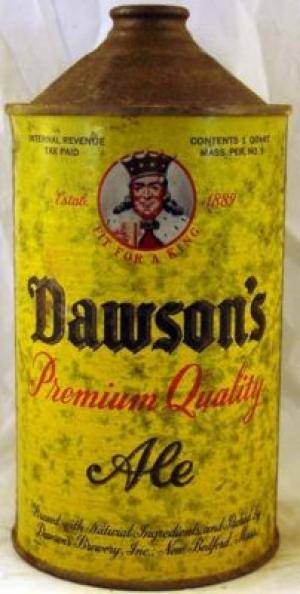 INTERNAL REVENUE
TAX PAID
CONTENTS 1 QUART
MASS. PER. NO. 1
Estab. 1889
FIT FOR A KING
Dawson's
Premium Quality
Ale
Brewed with Natural Ingredients and Packed by
Dawson's Brewery, Inc., New Bedford, Mass.